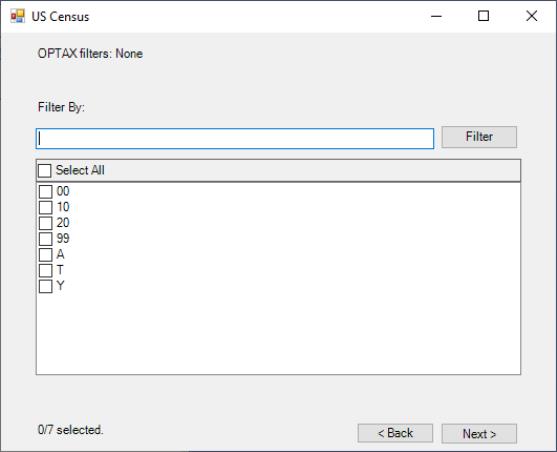 US Census
OPTAX filters: None
Filter By:
Filter
Select All
00
10
20
99
A
T
Y
0/7 selected.
< Back
Next >